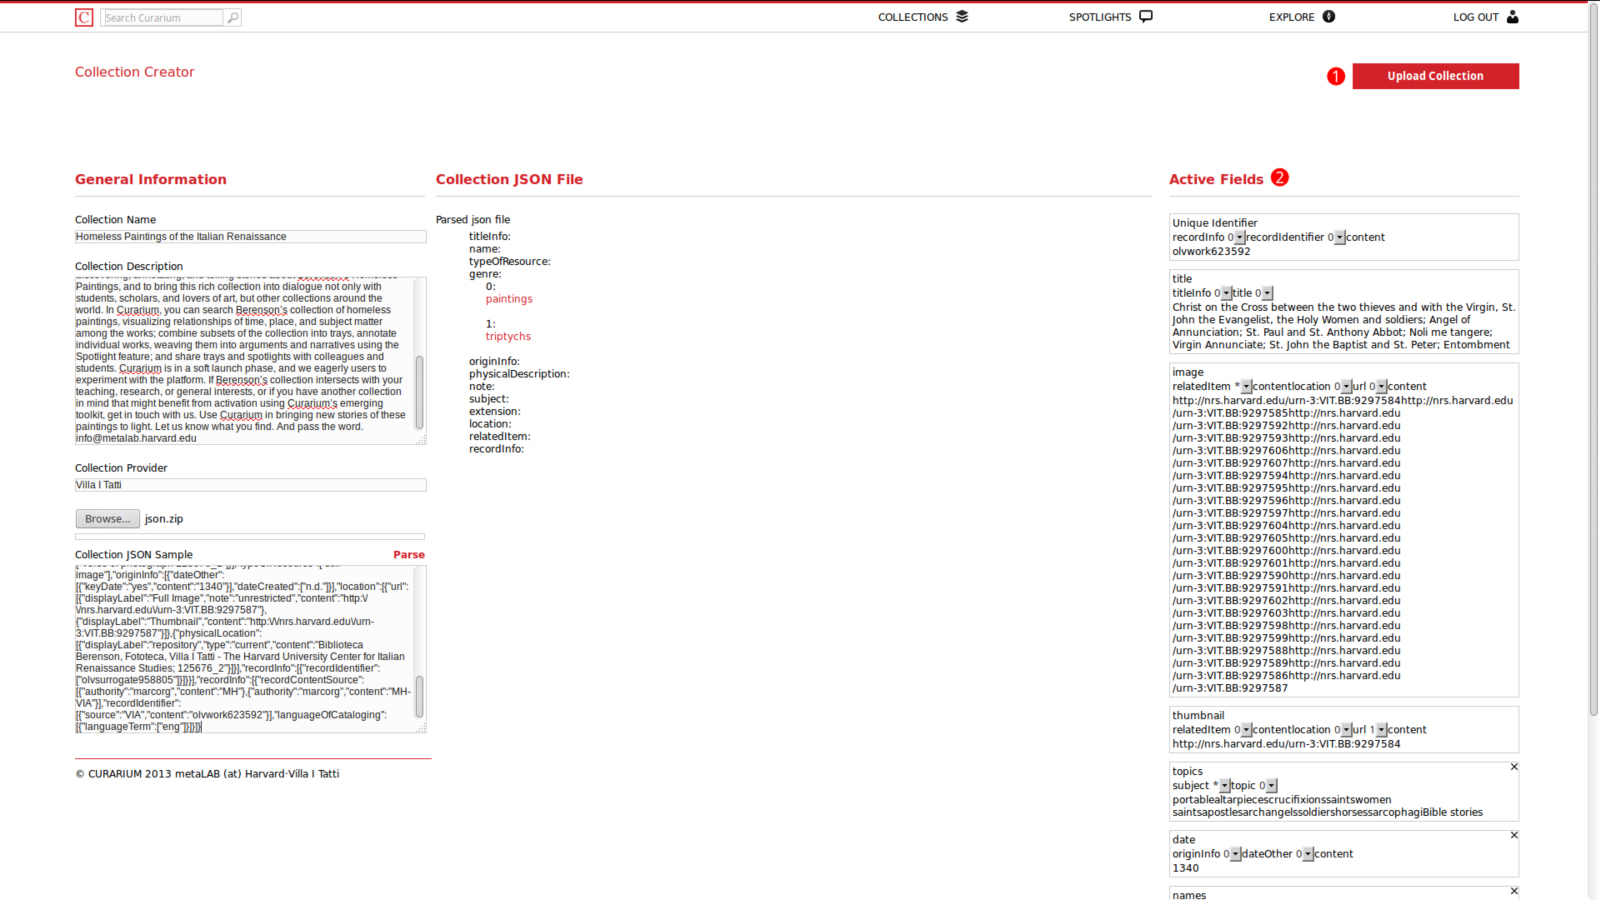 C Search Curarium COLLECTIONS SPOTLIGHTS EXPLORE LOG OUT
Collection Creator
1 Upload Collection
General Information
Collection Name
Homeless Paintings of the Italian Renaissance
Collection Description
Paintings, and to bring this rich collection into dialogue not only with
students, scholars, and lovers of art, but other collections around the
world. In Curarium, you can search Berenson's collection of homeless
paintings, visualizing relationships of time, place, and subject matter
among the works; combine subsets of the collection into trays, annotate
individual works, weaving them into arguments and narratives using the
Spotlight feature; and share trays and spotlights with colleagues and
students. Curarium is in a soft launch phase, and we eagerly users to
experiment with the platform. If Berenson's collection intersects with your
teaching, research, or general interests, or if you have another collection
in mind that might benefit from activation using Curarium's emerging
toolkit, get in touch with us. Use Curarium in bringing new stories of these
paintings to light. Let us know what you find. And pass the word.
info@metalab.harvard.edu
Collection Provider
Villa I Tatti
Browse... json.zip
Collection JSON Sample Parse
image"],"originInfo":[{"dateOther":
[{"keyDate":"yes","content":"1340"}],"dateCreated":["n.d."]}],"location":[{"url":
[{"displayLabel":"Full Image","note":"unrestricted","content":"http:\/
\/nrs.harvard.edu\/urn-3:VIT.BB:9297587"},
{"displayLabel":"Thumbnail","content":"http:\/\/nrs.harvard.edu\/urn-
3:VIT.BB:9297587"}]},{"physicalLocation":
[{"displayLabel":"repository","type":"current","content":"Biblioteca
Berenson, Fototeca, Villa I Tatti - The Harvard University Center for Italian
Renaissance Studies; 125676_2"}]}],"recordInfo":[{"recordIdentifier":
["olvsurrogate958805"]}]}]],"recordInfo":[{"recordContentSource":
[{"authority":"marcorg","content":"MH"},{"authority":"marcorg","content":"MH-
VIA"}],"recordIdentifier":
[{"source":"VIA","content":"olvwork623592"}],"languageOfCataloging":
[{"languageTerm":["eng"]}]}]}]
© CURARIUM 2013 metaLAB (at) Harvard·Villa I Tatti
Collection JSON File
Parsed json file
titleInfo:
name:
typeOfResource:
genre:
0:
paintings
1:
triptychs
originInfo:
physicalDescription:
note:
subject:
extension:
location:
relatedItem:
recordInfo:
Active Fields 2
Unique Identifier
recordInfo 0 recordIdentifier 0 content
olvwork623592
title
titleInfo 0 title 0
Christ on the Cross between the two thieves and with the Virgin, St.
John the Evangelist, the Holy Women and soldiers; Angel of
Annunciation; St. Paul and St. Anthony Abbot; Noli me tangere;
Virgin Annunciate; St. John the Baptist and St. Peter; Entombment
image
relatedItem * contentlocation 0 url 0 content
http://nrs.harvard.edu/urn-3:VIT.BB:9297584http://nrs.harvard.edu
/urn-3:VIT.BB:9297585http://nrs.harvard.edu
/urn-3:VIT.BB:9297592http://nrs.harvard.edu
/urn-3:VIT.BB:9297593http://nrs.harvard.edu
/urn-3:VIT.BB:9297606http://nrs.harvard.edu
/urn-3:VIT.BB:9297607http://nrs.harvard.edu
/urn-3:VIT.BB:9297594http://nrs.harvard.edu
/urn-3:VIT.BB:9297595http://nrs.harvard.edu
/urn-3:VIT.BB:9297596http://nrs.harvard.edu
/urn-3:VIT.BB:9297597http://nrs.harvard.edu
/urn-3:VIT.BB:9297604http://nrs.harvard.edu
/urn-3:VIT.BB:9297605http://nrs.harvard.edu
/urn-3:VIT.BB:9297600http://nrs.harvard.edu
/urn-3:VIT.BB:9297601http://nrs.harvard.edu
/urn-3:VIT.BB:9297590http://nrs.harvard.edu
/urn-3:VIT.BB:9297591http://nrs.harvard.edu
/urn-3:VIT.BB:9297602http://nrs.harvard.edu
/urn-3:VIT.BB:9297603http://nrs.harvard.edu
/urn-3:VIT.BB:9297598http://nrs.harvard.edu
/urn-3:VIT.BB:9297599http://nrs.harvard.edu
/urn-3:VIT.BB:9297588http://nrs.harvard.edu
/urn-3:VIT.BB:9297589http://nrs.harvard.edu
/urn-3:VIT.BB:9297586http://nrs.harvard.edu
/urn-3:VIT.BB:9297587
thumbnail
relatedItem 0 contentlocation 0 url 1 content
http://nrs.harvard.edu/urn-3:VIT.BB:9297584
topics
subject * topic 0
portablealtarpiecescrucifixionssaintswomen
saintsapostlesarchangelssoldiershorsessarcophagiBible stories
date
originInfo 0 dateOther 0 content
1340
names